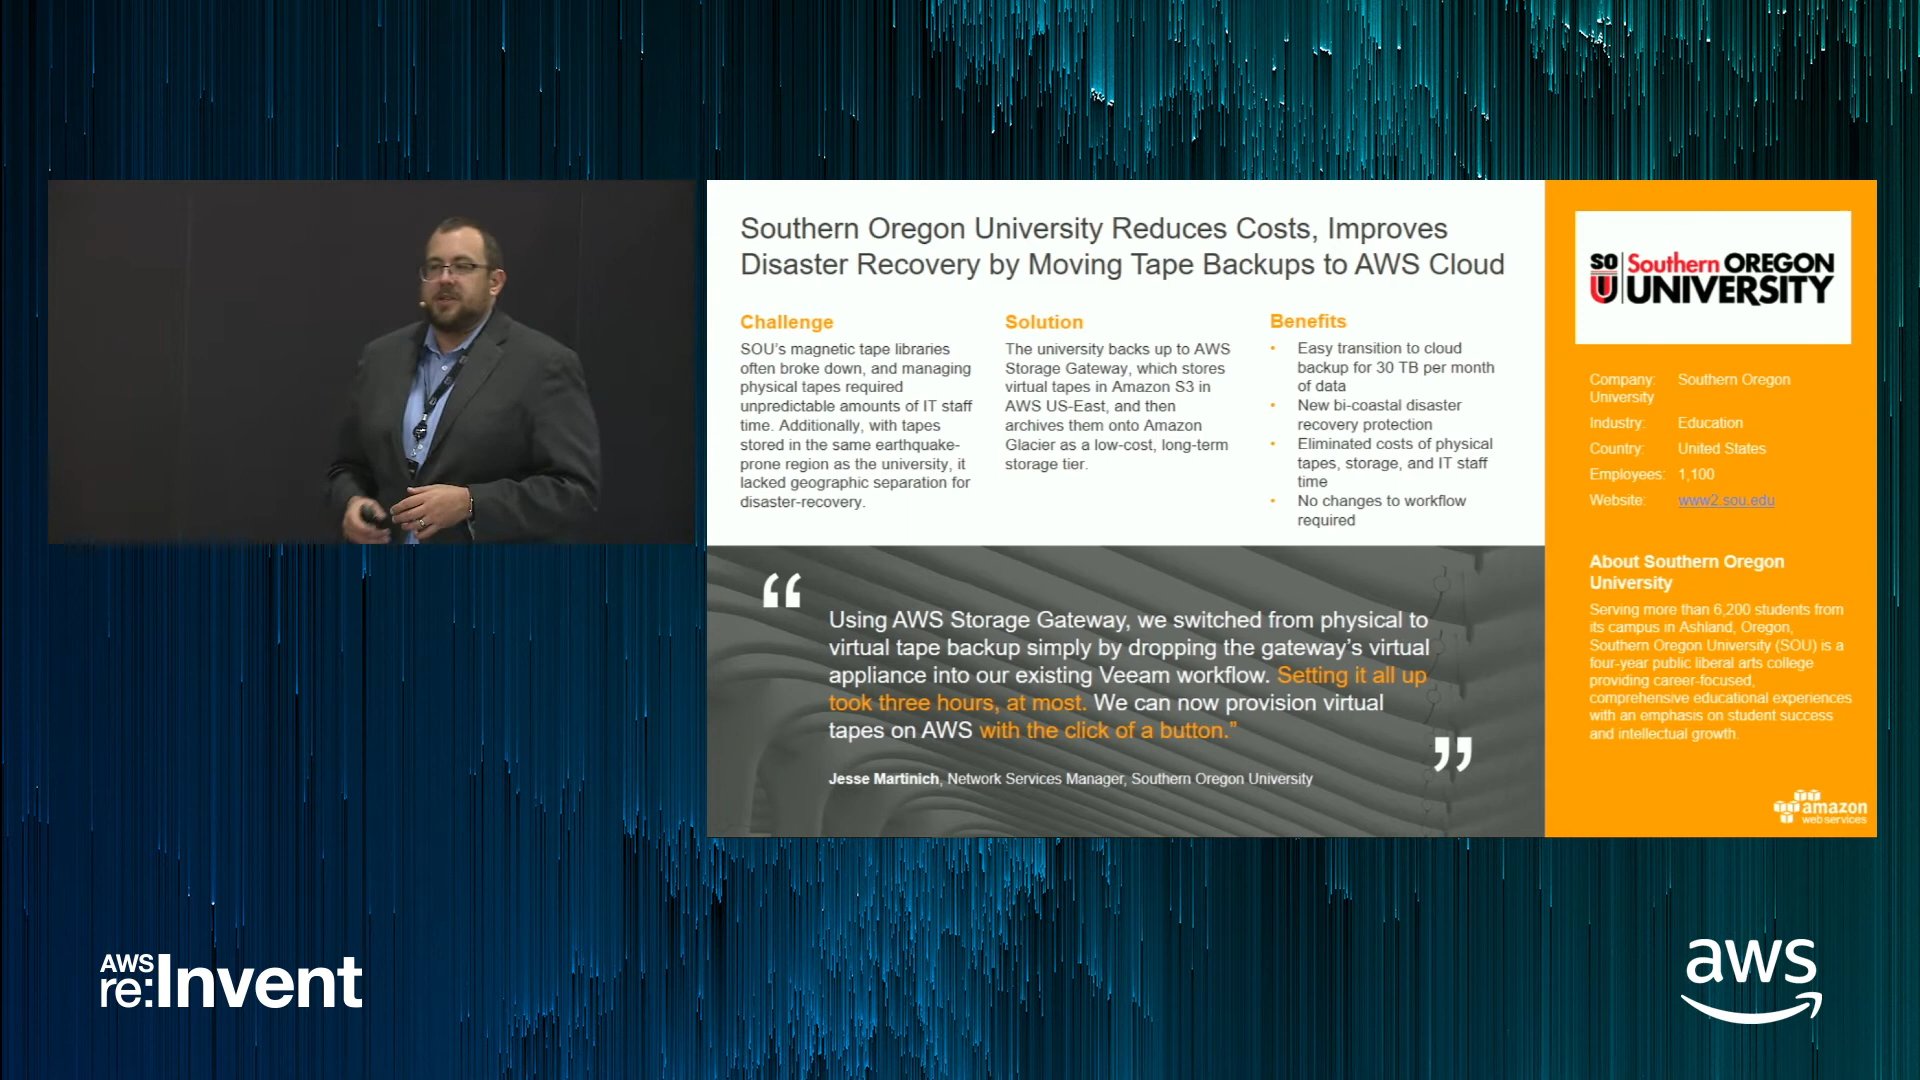 Southern Oregon University Reduces Costs, Improves
Disaster Recovery by Moving Tape Backups to AWS Cloud
Challenge
SOU's magnetic tape libraries
often broke down, and managing
physical tapes required
unpredictable amounts of IT staff
time. Additionally, with tapes
stored in the same earthquake-
prone region as the university, it
lacked geographic separation for
disaster-recovery.
Solution
The university backs up to AWS
Storage Gateway, which stores
virtual tapes in Amazon S3 in
AWS US-East, and then
archives them onto Amazon
Glacier as a low-cost, long-term
storage tier.
Benefits
• Easy transition to cloud
backup for 30 TB per month
of data
• New bi-coastal disaster
recovery protection
• Eliminated costs of physical
tapes, storage, and IT staff
time
• No changes to workflow
required
“
Using AWS Storage Gateway, we switched from physical to
virtual tape backup simply by dropping the gateway's virtual
appliance into our existing Veeam workflow. Setting it all up
took three hours, at most. We can now provision virtual
tapes on AWS with the click of a button.”
”
Jesse Martinich, Network Services Manager, Southern Oregon University
SO Southern OREGON
U UNIVERSITY
Company: Southern Oregon
University
Industry: Education
Country: United States
Employees: 1,100
Website: www2.sou.edu
About Southern Oregon
University
Serving more than 6,200 students from
its campus in Ashland, Oregon,
Southern Oregon University (SOU) is a
four-year public liberal arts college
providing career-focused,
comprehensive educational experiences
with an emphasis on student success
and intellectual growth.
amazon
web services
AWS
re:Invent
aws